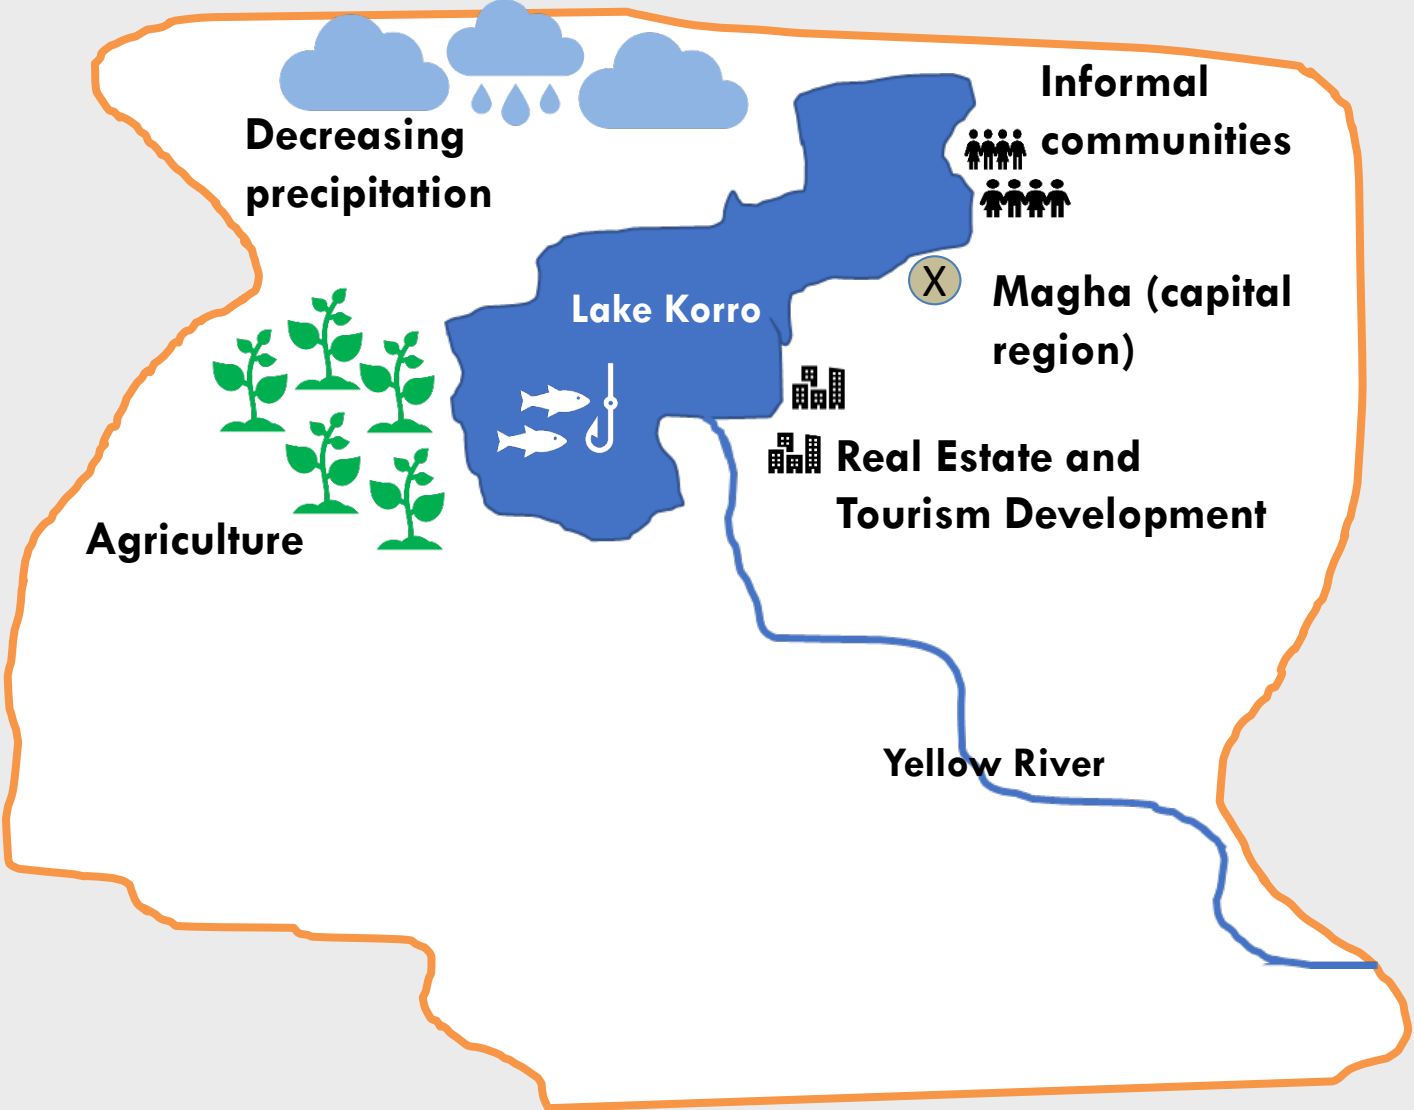 Decreasing
precipitation
Informal
communities
X
Magha (capital
region)
Lake Korro
Real Estate and
Tourism Development
Agriculture
Yellow River